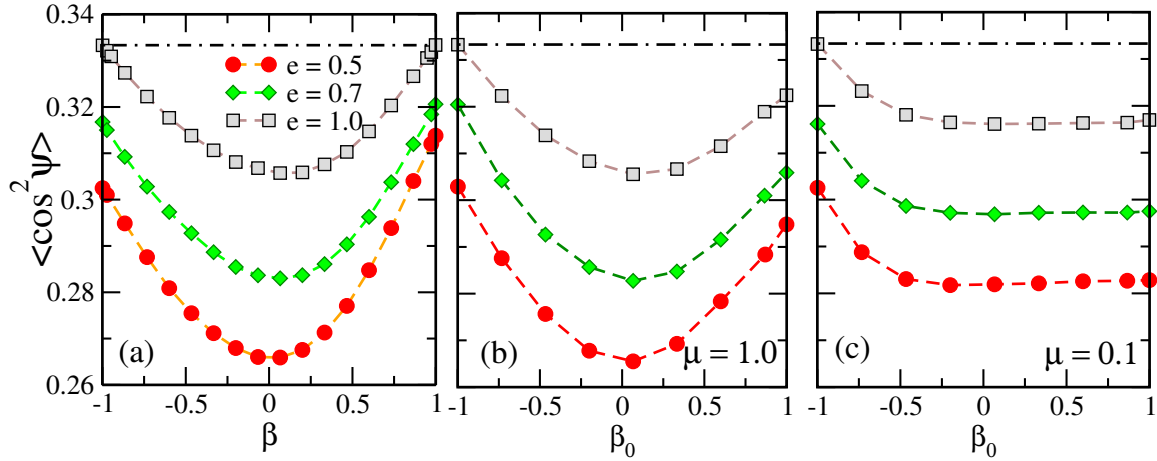 0.34
0.32
0.3
0.28
0.26
<cos² ψ>
e = 0.5
e = 0.7
e = 1.0
(a)
(b)
μ = 1.0
(c)
μ = 0.1
-1 -0.5 0 0.5 1
-1 -0.5 0 0.5 1
-1 -0.5 0 0.5 1
β
β₀
β₀